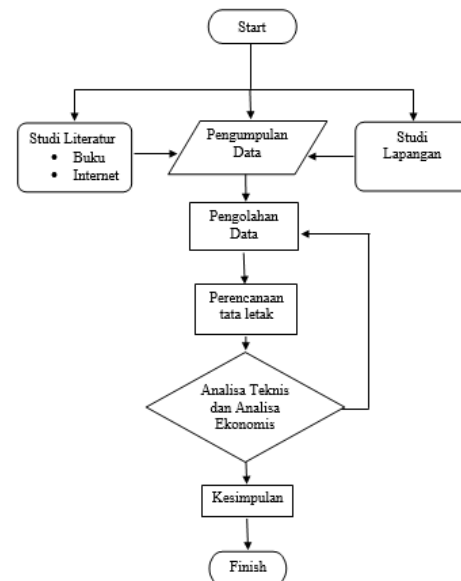 Start
Studi Literatur
• Buku
• Internet
Pengumpulan
Data
Studi
Lapangan
Pengolahan
Data
Perencanaan
tata letak
Analisa Teknis
dan Analisa
Ekonomis
Kesimpulan
Finish